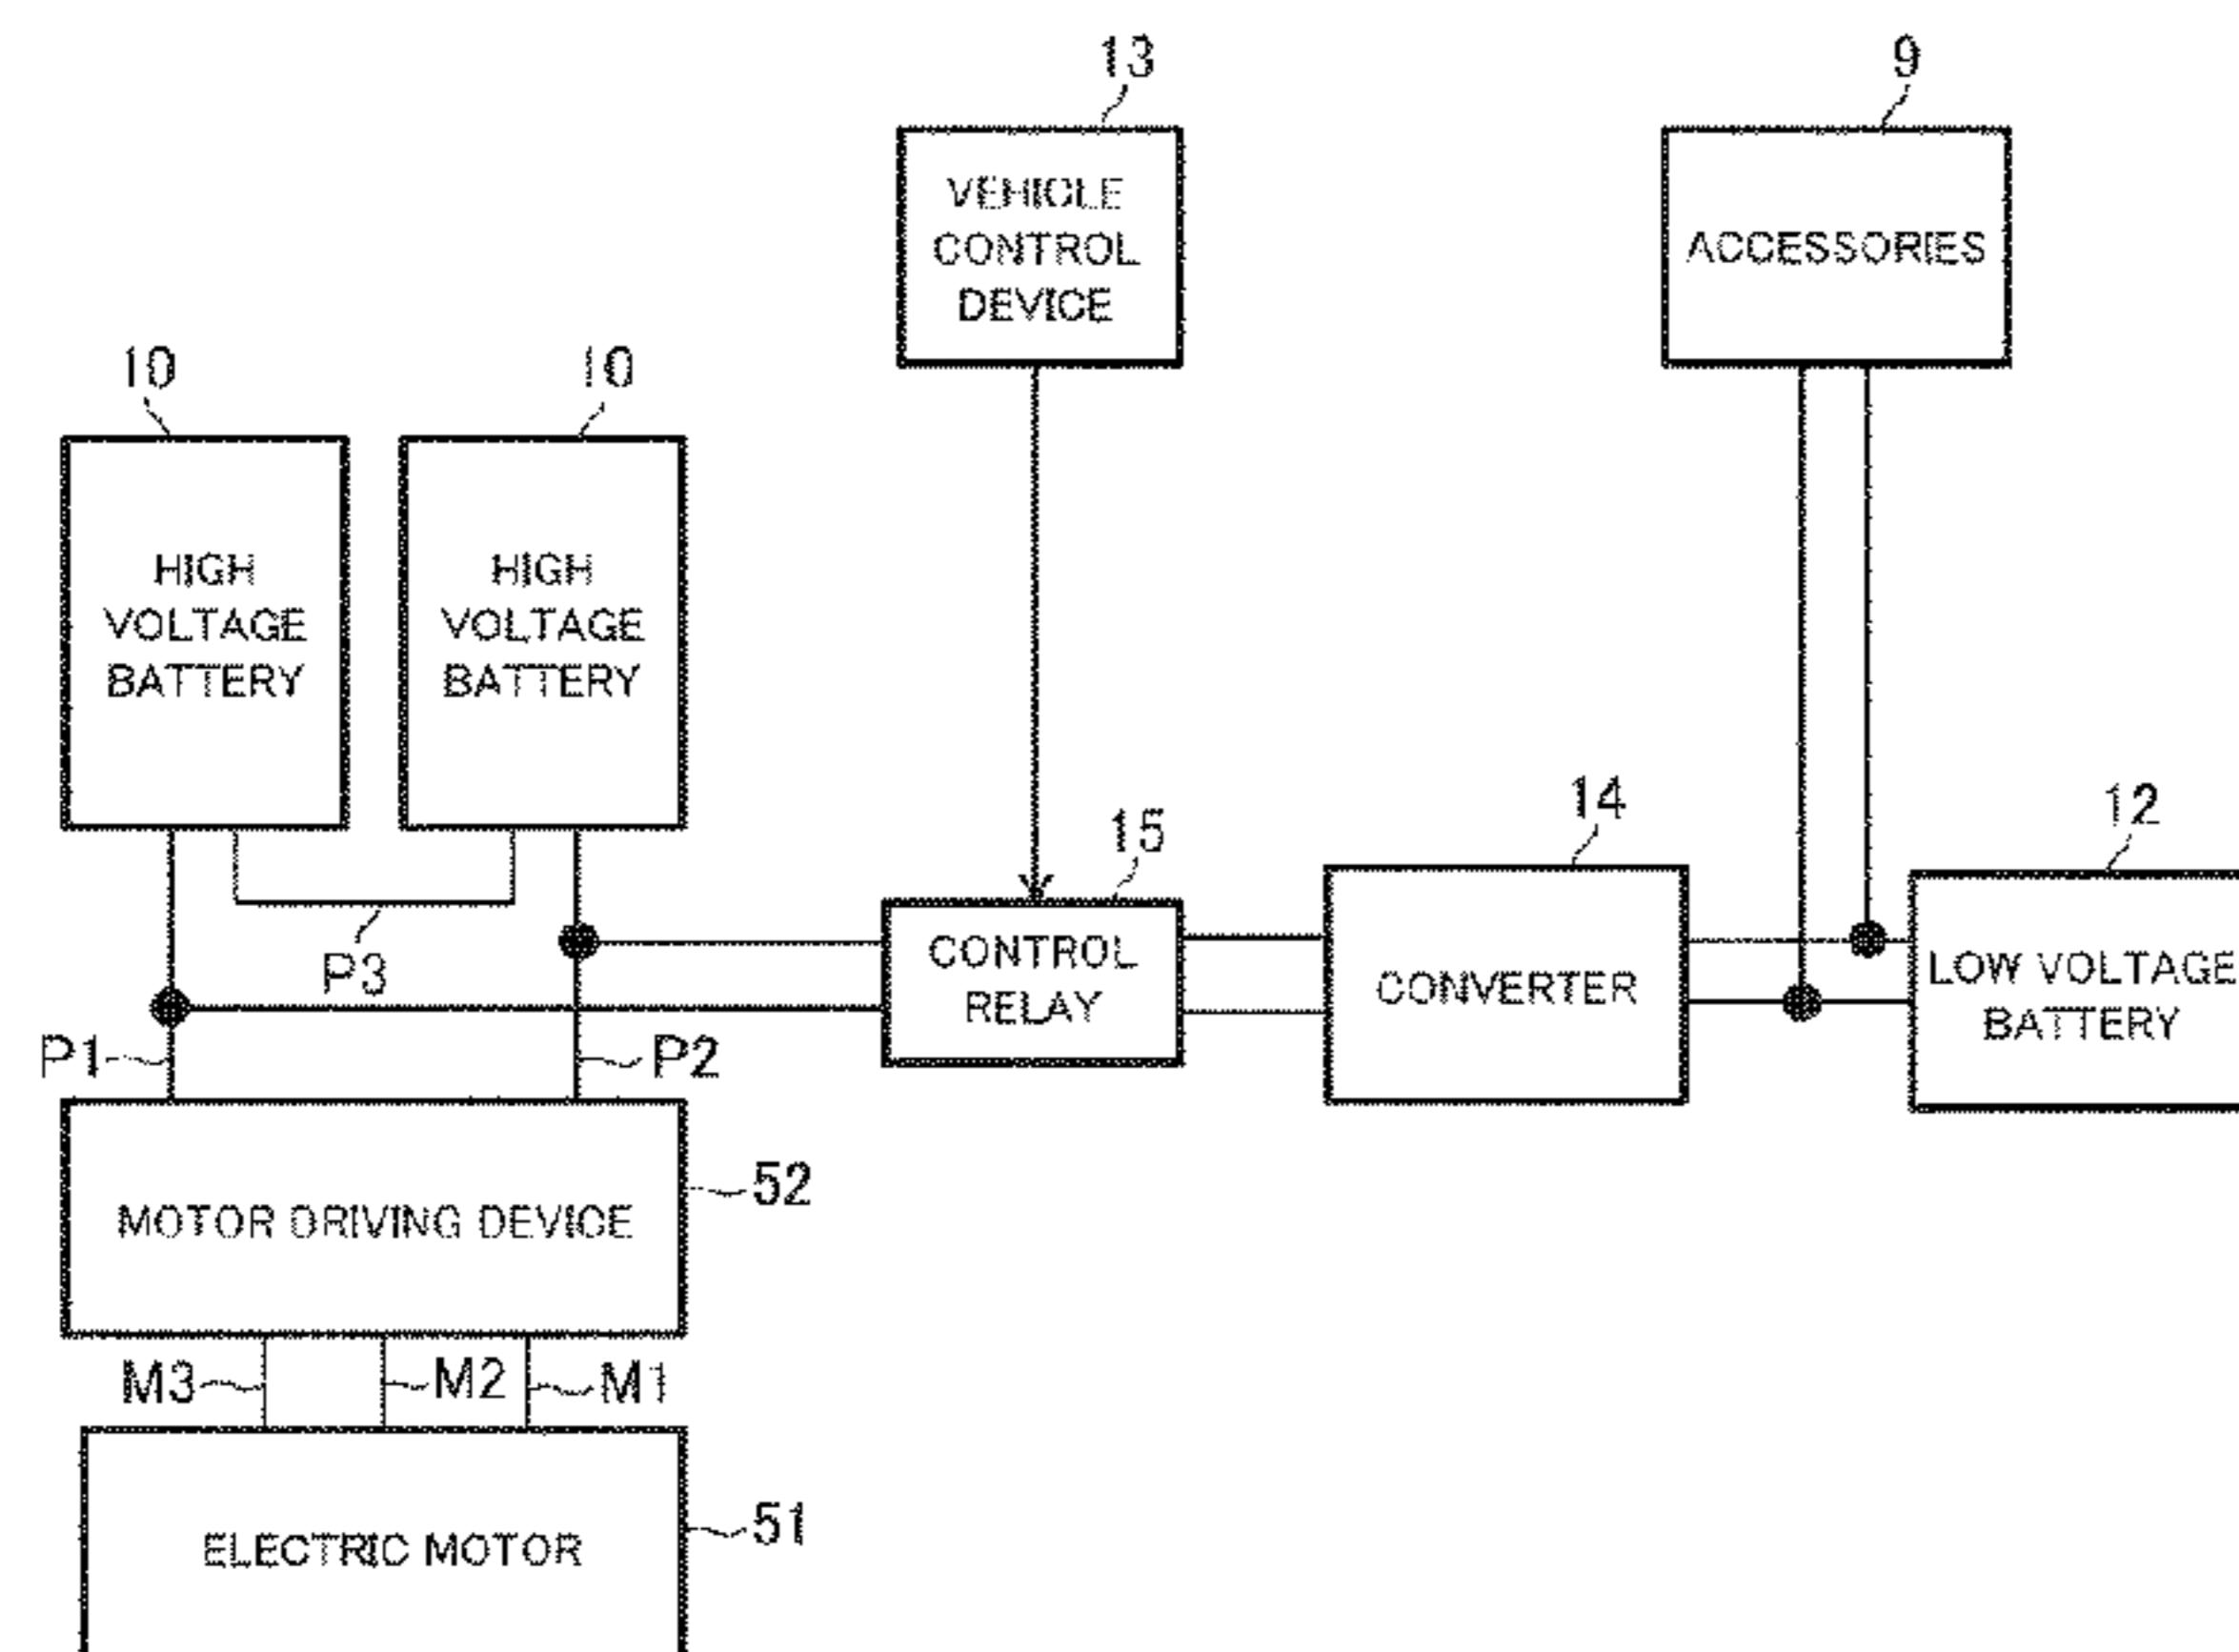 13
9
VEHICLE
CONTROL
DEVICE
ACCESSORIES
10
10
HIGH
VOLTAGE
BATTERY
HIGH
VOLTAGE
BATTERY
15
14
12
P3
CONTROL
RELAY
CONVERTER
LOW VOLTAGE
BATTERY
P1
P2
52
MOTOR DRIVING DEVICE
M3
M2
M1
51
ELECTRIC MOTOR